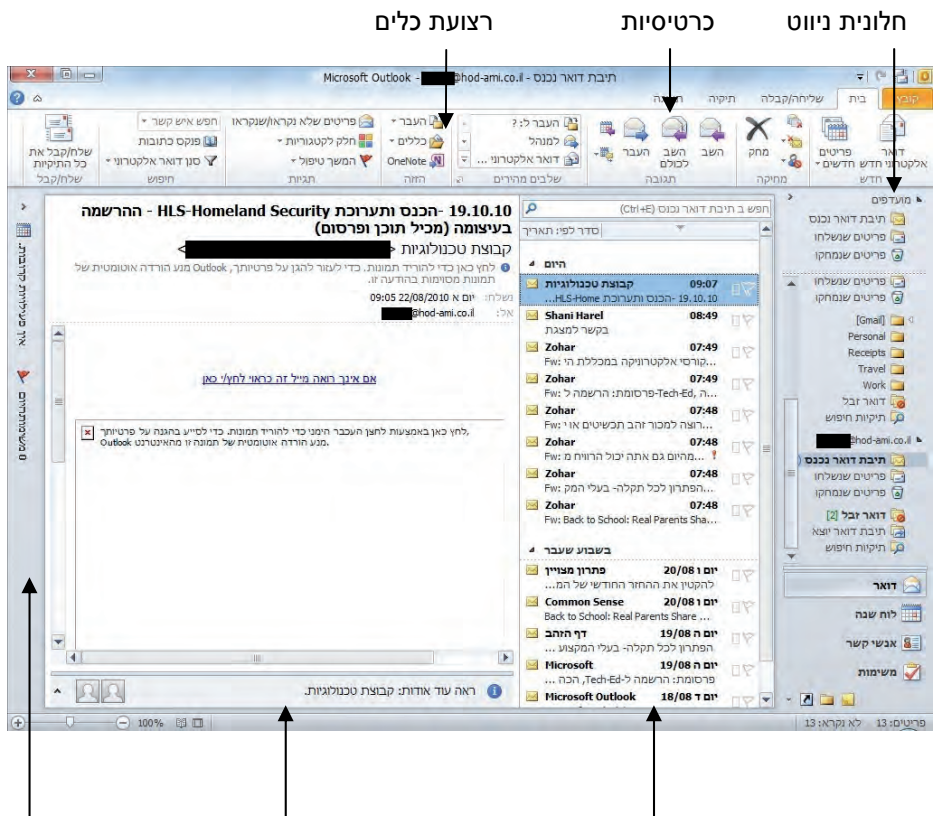 חלונית ניווט
כרטיסיות
רצועת כלים
תיבת דואר נכנס - @hod-ami.co.il - Microsoft Outlook
קובץ בית שליחה/קבלה תיקיה תצוגה
דואר אלקטרוני חדש
פריטים חדשים
חדש
מחק
מחיקה
השב
השב לכולם
העבר
תגובה
העבר ל: ?
למנהל
דואר אלקטרוני ...
שלבים מהירים
העבר
כללים
OneNote
הזזה
פריטים שלא נקראו/שנקראו
חלק לקטגוריות
המשך טיפול
תגיות
חפש איש קשר
פנקס כתובות
סנן דואר אלקטרוני
חיפוש
שלח/קבל את כל התיקיות
שלח/קבל
מועדפים
תיבת דואר נכנס
פריטים שנשלחו
פריטים שנמחקו
פריטים שנשלחו
פריטים שנמחקו
[Gmail]
Personal
Receipts
Travel
Work
דואר זבל
תיקיות חיפוש
@hod-ami.co.il
תיבת דואר נכנס
פריטים שנשלחו
פריטים שנמחקו
דואר זבל [2]
תיבת דואר יוצא
תיקיות חיפוש
דואר
לוח שנה
אנשי קשר
משימות
חפש ב תיבת דואר נכנס (Ctrl+E)
סדר לפי: תאריך
היום
קבוצת טכנולוגיות 09:07
19.10.10 -הכנס ותערוכת HLS-Home...
Shani Harel 08:49
בקשר למצגת
Zohar 07:49
Fw: קורסי אלקטרוניקה במכללת הי...
Zohar 07:49
Fw: פרסומת: הרשמה ל-Tech-Ed, ה...
Zohar 07:48
Fw: רוצה למכור זהב תכשיטים או י...
Zohar 07:48
Fw: מהיום גם אתה יכול הרוויח מ...
Zohar 07:48
Fw: הפתרון לכל תקלה- בעלי המק...
Zohar 07:48
Fw: Back to School: Real Parents Sha...
בשבוע שעבר
פתרון מצויין יום ו 20/08
להקטין את ההחזר החודשי של המ...
Common Sense יום ו 20/08
Back to School: Real Parents Share ...
דף הזהב יום ה 19/08
הפתרון לכל תקלה- בעלי המקצוע ...
Microsoft יום ה 19/08
פרסומת: הרשמה ל-Tech-Ed, הכה ...
Microsoft Outlook יום ד 18/08
19.10.10 -הכנס ותערוכת HLS-Homeland Security - ההרשמה
בעיצומה (מכיל תוכן ופרסום)
קבוצת טכנולוגיות < >
לחץ כאן כדי להוריד תמונות. כדי לעזור להגן על פרטיותך, Outlook מנע הורדה אוטומטית של
תמונות מסוימות בהודעה זו.
נשלח: יום א 22/08/2010 09:05
אל: @hod-ami.co.il
אם אינך רואה מייל זה כראוי לחץ/י כאן
לחץ כאן באמצעות לחצן העכבר הימני כדי להוריד תמונות. כדי לסייע בהגנה על פרטיותך,
Outlook מנע הורדה אוטומטית של תמונה זו מהאינטרנט.
ראה עוד אודות: קבוצת טכנולוגיות.
אין פעילויות קרובות.
0 משימות היום
פריטים: 13 לא נקרא: 13
100%